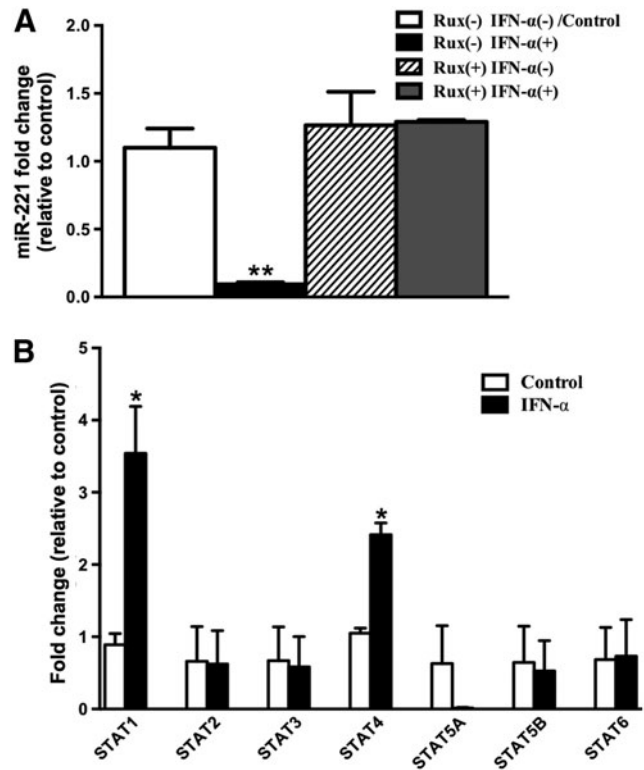 A
Rux(-) IFN-α(-) /Control
Rux(-) IFN-α(+)
Rux(+) IFN-α(-)
Rux(+) IFN-α(+)
miR-221 fold change
(relative to control)
2.0
1.5
1.0
0.5
0.0
**
B
Control
IFN-α
Fold change (relative to control)
5
4
3
2
1
0
*
*
STAT1
STAT2
STAT3
STAT4
STAT5A
STAT5B
STAT6